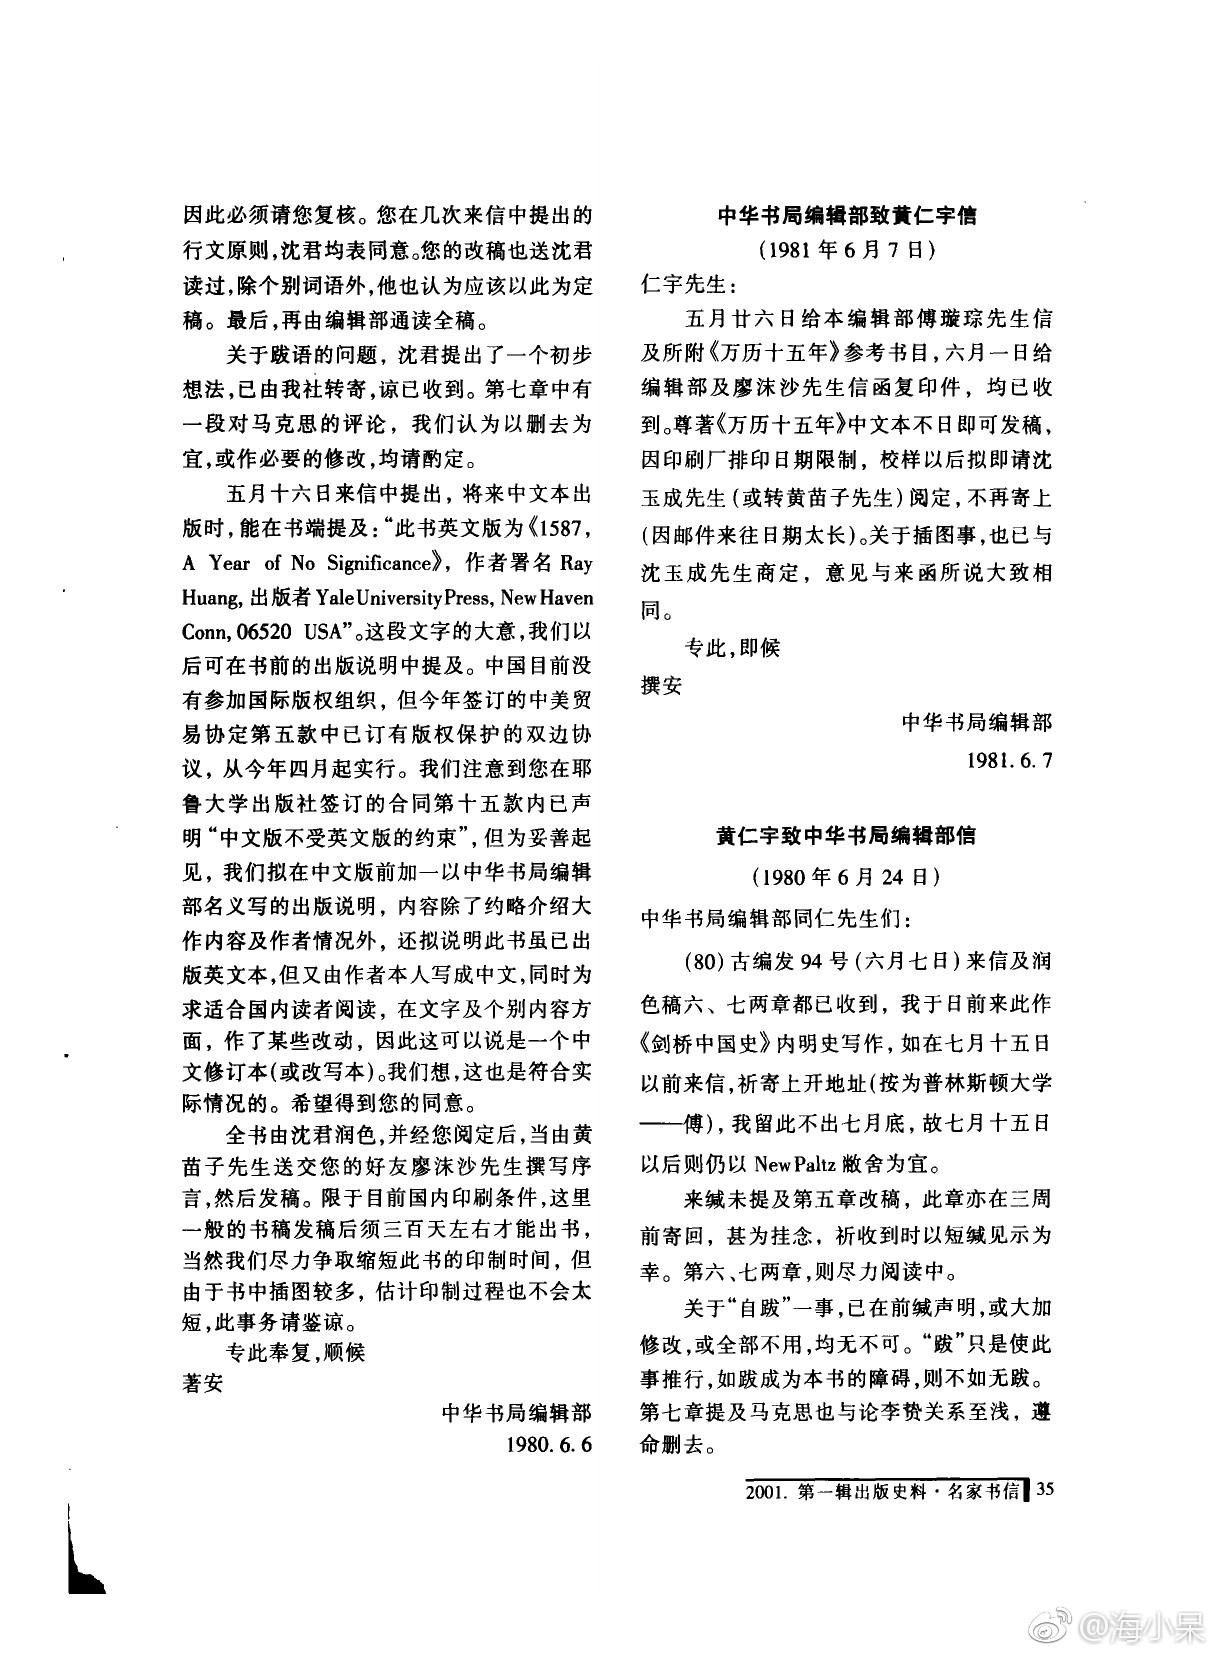 因此必须请您复核。您在几次来信中提出的
行文原则,沈君均表同意。您的改稿也送沈君
读过,除个别词语外,他也认为应该以此为定
稿。最后,再由编辑部通读全稿。
关于跋语的问题，沈君提出了一个初步
想法,已由我社转寄,谅已收到。第七章中有
一段对马克思的评论，我们认为以删去为
宜,或作必要的修改,均请酌定。
五月十六日来信中提出，将来中文本出
版时,能在书端提及:“此书英文版为《1587,
A Year of No Significance》，作者署名 Ray
Huang, 出版者 Yale University Press, New Haven
Conn, 06520 USA”。这段文字的大意,我们以
后可在书前的出版说明中提及。中国目前没
有参加国际版权组织，但今年签订的中美贸
易协定第五款中已订有版权保护的双边协
议，从今年四月起实行。我们注意到您在耶
鲁大学出版社签订的合同第十五款内已声
明“中文版不受英文版的约束”，但为妥善起
见，我们拟在中文版前加一以中华书局编辑
部名义写的出版说明，内容除了约略介绍大
作内容及作者情况外，还拟说明此书虽已出
版英文本,但又由作者本人写成中文,同时为
求适合国内读者阅读，在文字及个别内容方
面，作了某些改动，因此这可以说是一个中
文修订本(或改写本)。我们想,这也是符合实
际情况的。希望得到您的同意。
全书由沈君润色,并经您阅定后,当由黄
苗子先生送交您的好友廖沫沙先生撰写序
言,然后发稿。限于目前国内印刷条件,这里
一般的书稿发稿后须三百天左右才能出书，
当然我们尽力争取缩短此书的印制时间，但
由于书中插图较多，估计印制过程也不会太
短,此事务请鉴谅。
专此奉复,顺候
著安
中华书局编辑部
1980. 6. 6
中华书局编辑部致黄仁宇信
(1981 年 6 月 7 日)
仁宇先生:
五月廿六日给本编辑部傅璇琮先生信
及所附《万历十五年》参考书目,六月一日给
编辑部及廖沫沙先生信函复印件，均已收
到。尊著《万历十五年》中文本不日即可发稿，
因印刷厂排印日期限制，校样以后拟即请沈
玉成先生(或转黄苗子先生)阅定,不再寄上
(因邮件来往日期太长)。关于插图事,也已与
沈玉成先生商定，意见与来函所说大致相
同。
专此,即候
撰安
中华书局编辑部
1981. 6. 7
黄仁宇致中华书局编辑部信
(1980 年 6 月 24 日)
中华书局编辑部同仁先生们:
(80) 古编发 94 号(六月七日)来信及润
色稿六、七两章都已收到，我于日前来此作
《剑桥中国史》内明史写作，如在七月十五日
以前来信,祈寄上开地址(按为普林斯顿大学
——傅)，我留此不出七月底，故七月十五日
以后则仍以 New Paltz 敝舍为宜。
来缄未提及第五章改稿，此章亦在三周
前寄回，甚为挂念，祈收到时以短缄见示为
幸。第六、七两章,则尽力阅读中。
关于“自跋”一事,已在前缄声明,或大加
修改,或全部不用,均无不可。“跋”只是使此
事推行,如跋成为本书的障碍,则不如无跋。
第七章提及马克思也与论李贽关系至浅，遵
命删去。
2001. 第一辑出版史料·名家书信 35
@海小呆